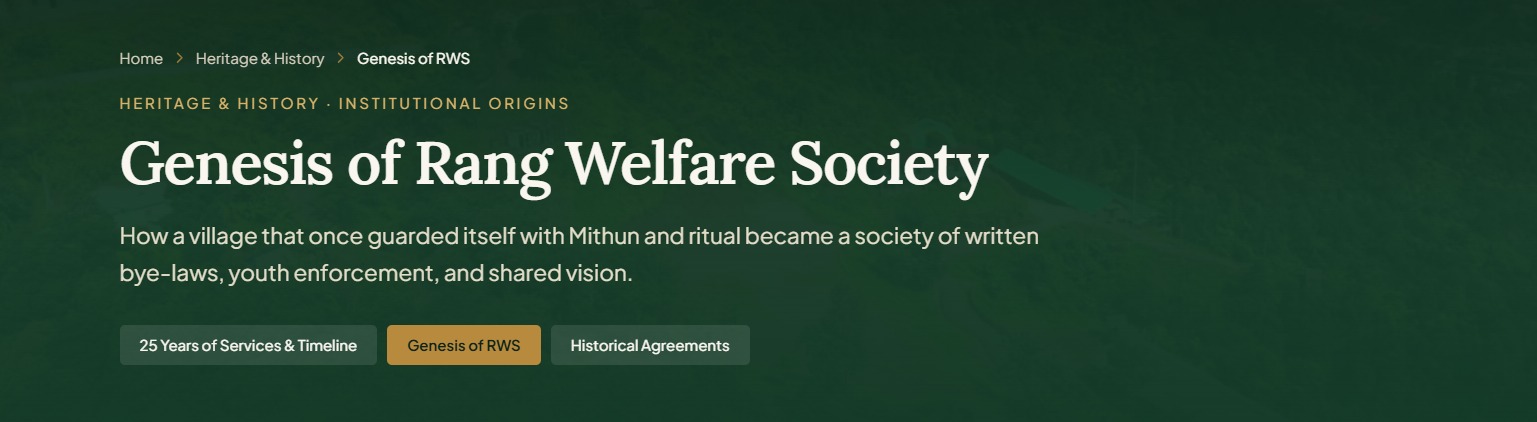 Home > Heritage & History > Genesis of RWS
HERITAGE & HISTORY · INSTITUTIONAL ORIGINS
Genesis of Rang Welfare Society
How a village that once guarded itself with Mithun and ritual became a society of written
bye-laws, youth enforcement, and shared vision.
25 Years of Services & Timeline Genesis of RWS Historical Agreements